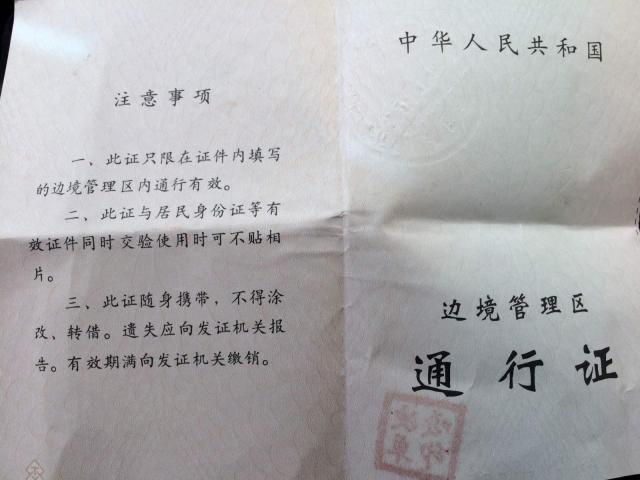 注意事项
一、此证只限在证件内填写
的边境管理区内通行有效。
二、此证与居民身份证等有
效证件同时交验使用时可不贴相
片。
三、此证随身携带，不得涂
改、转借。遗失应向发证机关报
告。有效期满向发证机关缴销。
中华人民共和国
边境管理区
通行证